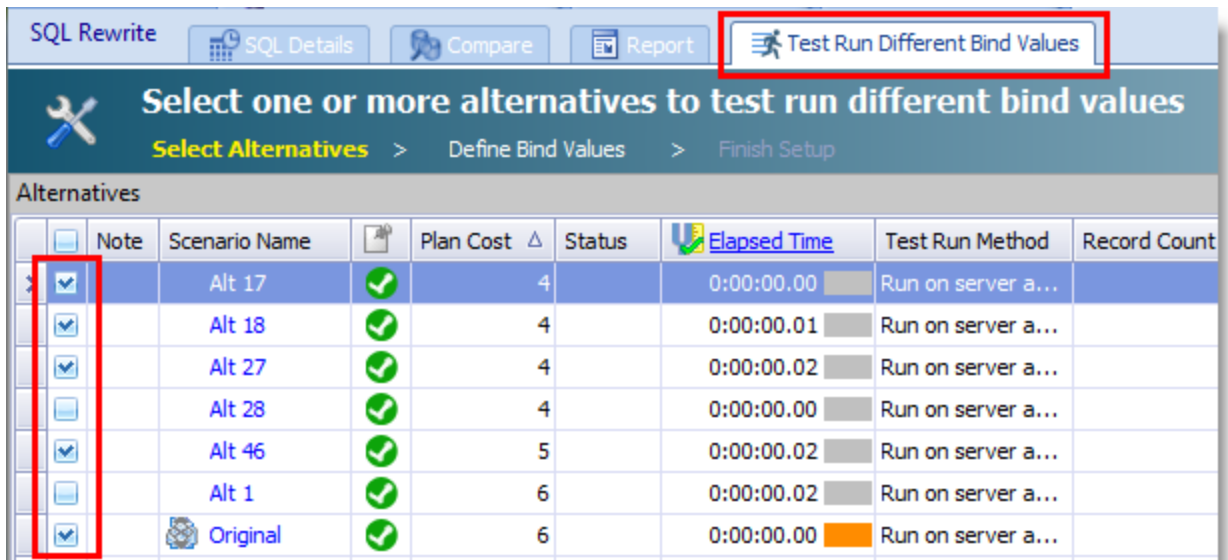 SQL Rewrite SQL Details Compare Report Test Run Different Bind Values
Select one or more alternatives to test run different bind values
Select Alternatives > Define Bind Values > Finish Setup
Alternatives
Note Scenario Name Plan Cost Status Elapsed Time Test Run Method Record Count
Alt 17 4 0:00:00.00 Run on server a...
Alt 18 4 0:00:00.01 Run on server a...
Alt 27 4 0:00:00.02 Run on server a...
Alt 28 4 0:00:00.00 Run on server a...
Alt 46 5 0:00:00.02 Run on server a...
Alt 1 6 0:00:00.02 Run on server a...
Original 6 0:00:00.00 Run on server a...